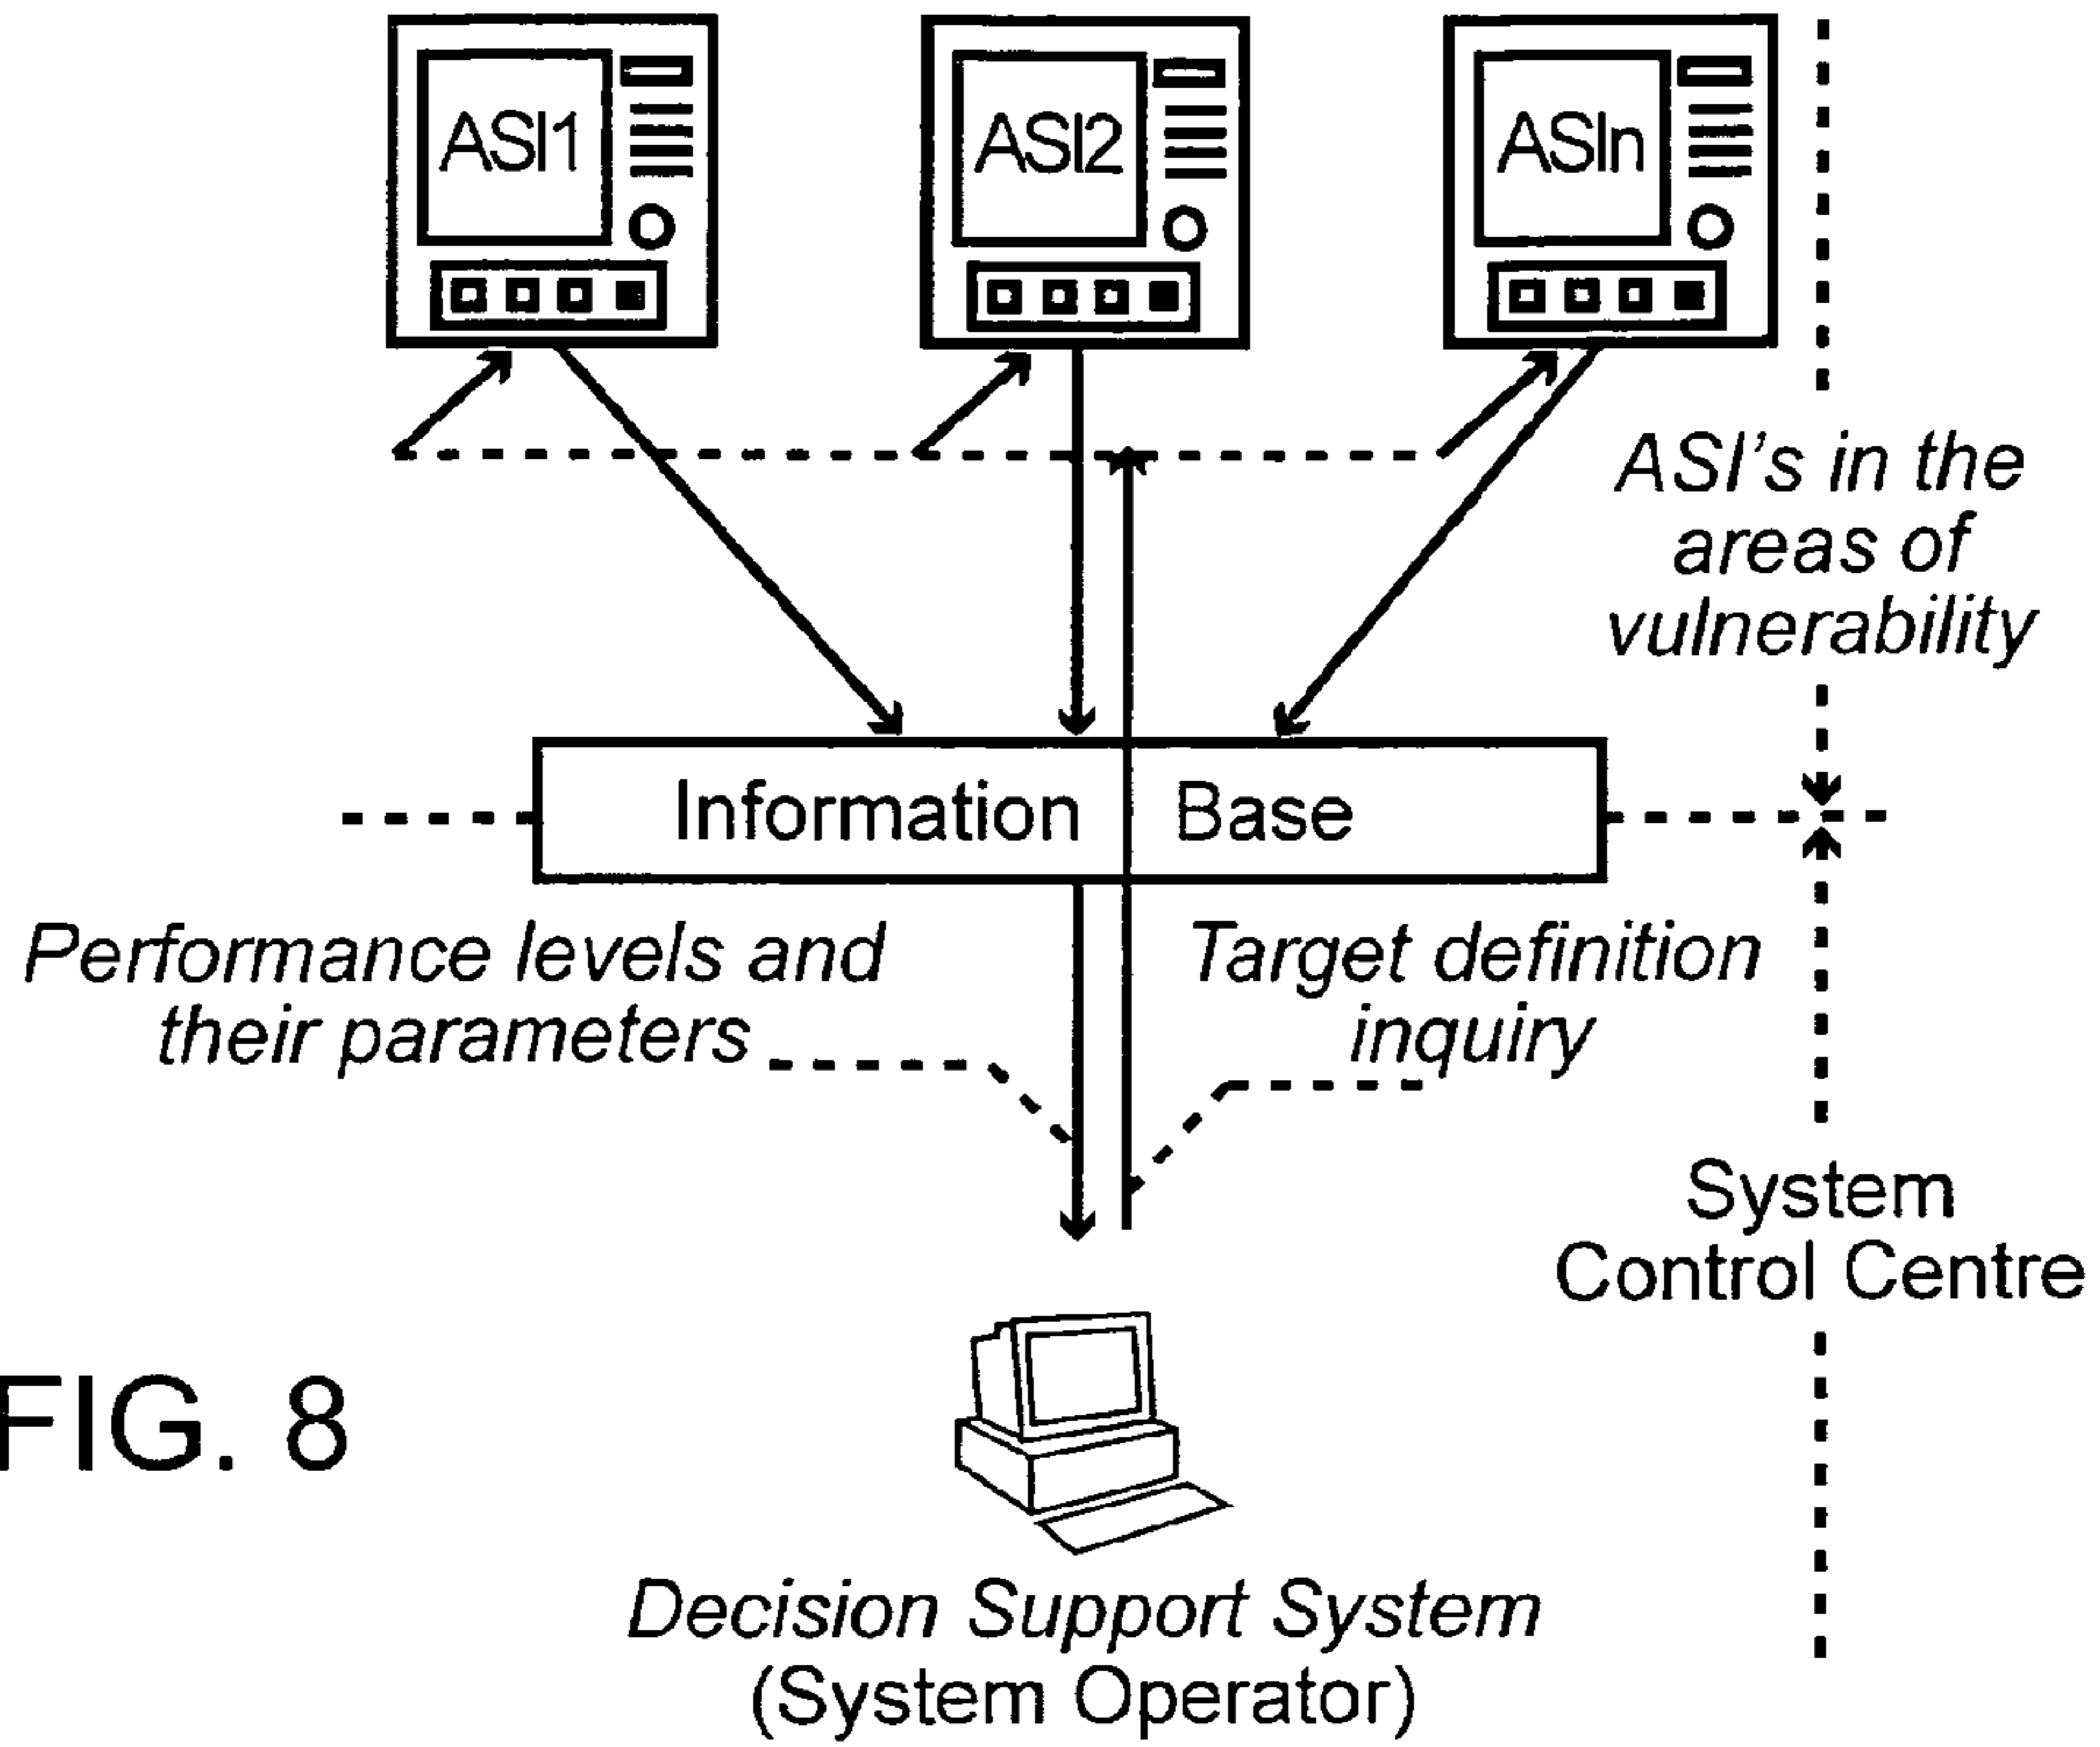 ASI1
ASI2
ASIn
ASI's in the
areas of
vulnerability
Information Base
Performance levels and
their parameters
Target definition
inquiry
System
Control Centre
FIG. 8
Decision Support System
(System Operator)